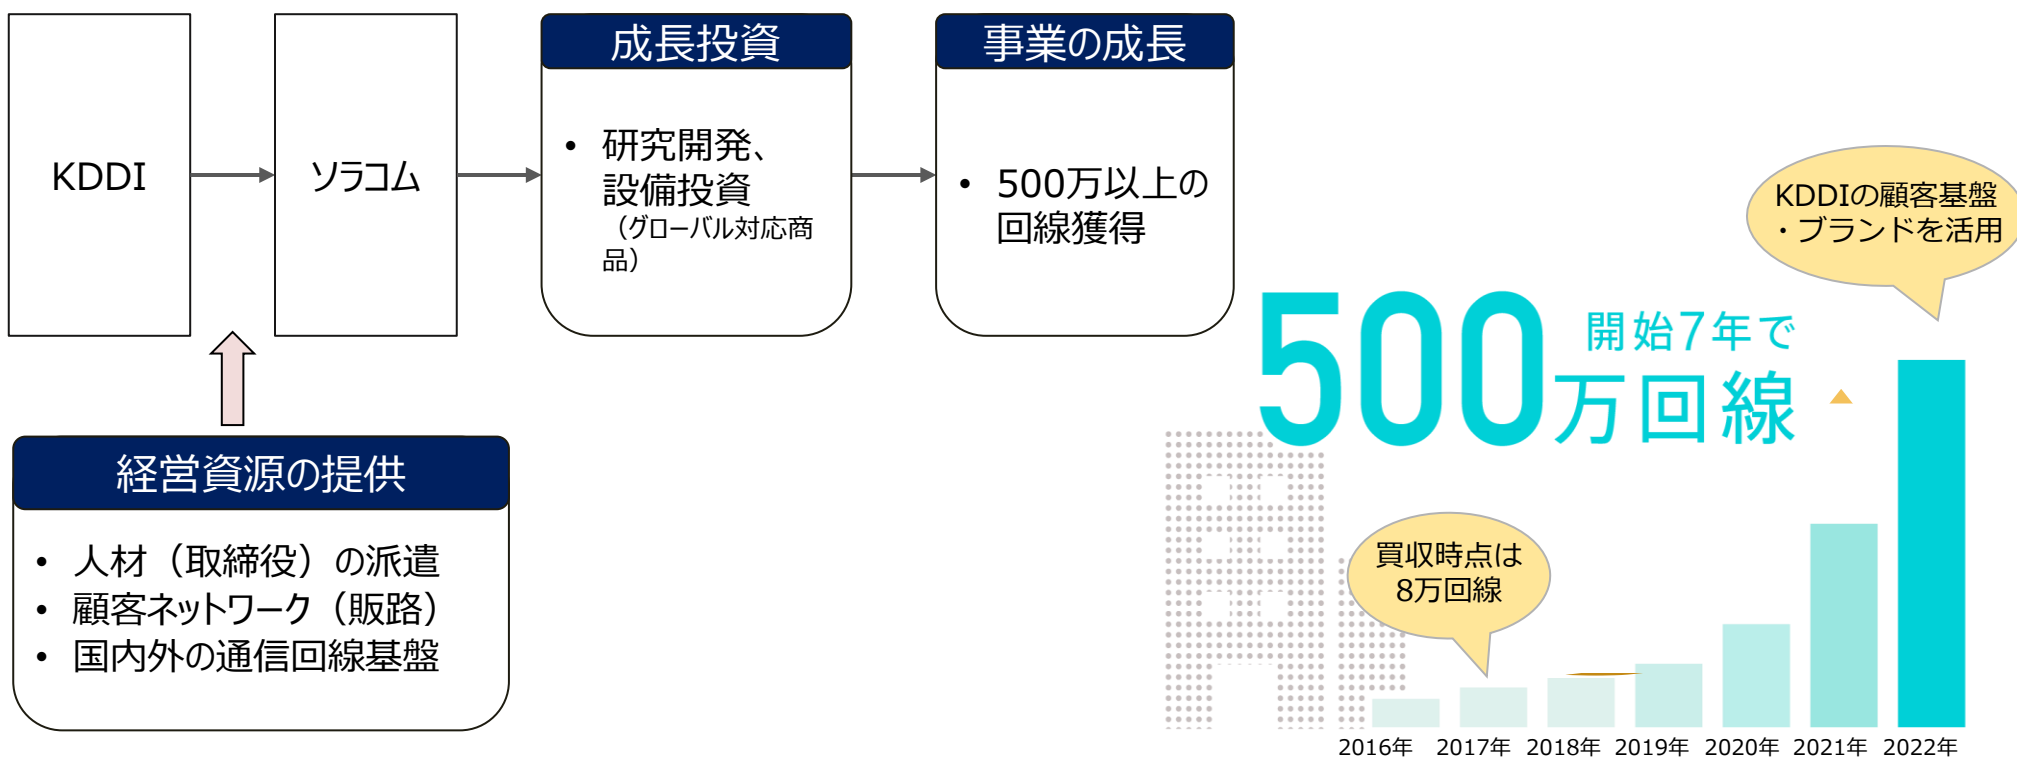 KDDI
ソラコム
成長投資
• 研究開発、
設備投資
（グローバル対応商
品）
事業の成長
• 500万以上の
回線獲得
経営資源の提供
• 人材（取締役）の派遣
• 顧客ネットワーク（販路）
• 国内外の通信回線基盤
KDDIの顧客基盤
・ブランドを活用
開始7年で
500万回線
買収時点は
8万回線
2016年 2017年 2018年 2019年 2020年 2021年 2022年